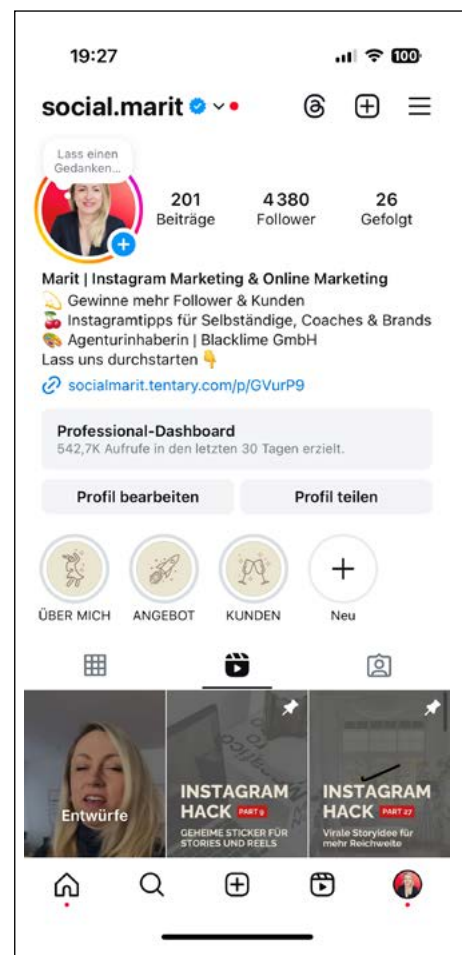 19:27
100
social.marit
Lass einen
Gedanken...
201
Beiträge
4 380
Follower
26
Gefolgt
Marit | Instagram Marketing & Online Marketing
💫 Gewinne mehr Follower & Kunden
🍒 Instagramtipps für Selbständige, Coaches & Brands
🎨 Agenturinhaberin | Blacklime GmbH
Lass uns durchstarten 👇
socialmarit.tentary.com/p/GVurP9
Professional-Dashboard
542,7K Aufrufe in den letzten 30 Tagen erzielt.
Profil bearbeiten
Profil teilen
ÜBER MICH
ANGEBOT
KUNDEN
Neu
Entwürfe
INSTAGRAM
HACK PART 9
GEHEIME STICKER FÜR
STORIES UND REELS
INSTAGRAM
HACK PART 27
Virale Storyidee für
mehr Reichweite